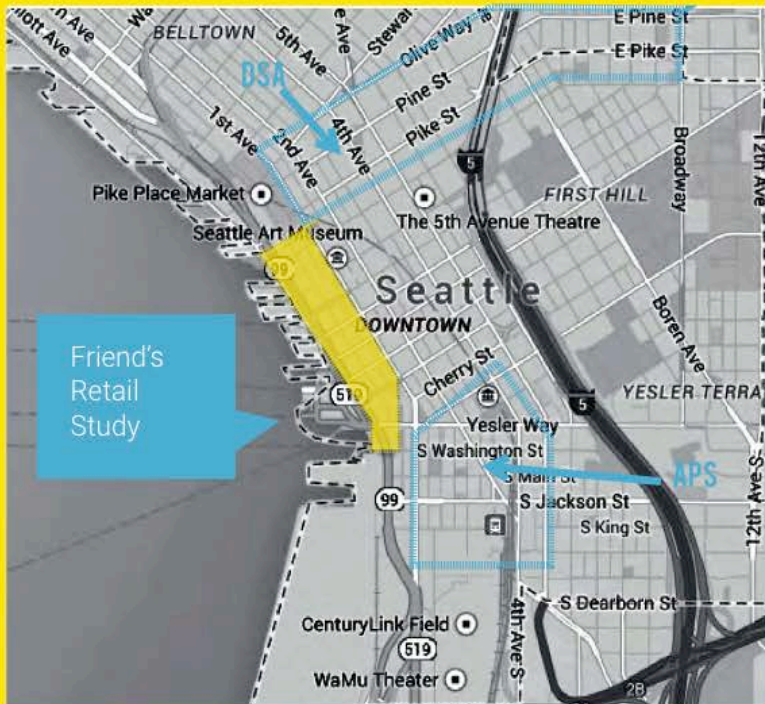 E Pine St
BELLTOWN
Stewar
Olive Way
5th Ave
E Pike St
DSA
Pine St
4th Ave
Pike St
1st Ave
2nd Ave
5
Broadway
12th Ave
Pike Place Market
FIRST HILL
The 5th Avenue Theatre
Seattle Art Museum
99
Seattle
DOWNTOWN
Boren Ave
Friend's
Retail
Study
Cherry St
519
5
YESLER TERRA
Yesler Way
S Washington St
APS
S Main St
99
S Jackson St
S King St
12th Ave S
S Dearborn St
4th Ave S
CenturyLink Field
519
WaMu Theater
2B